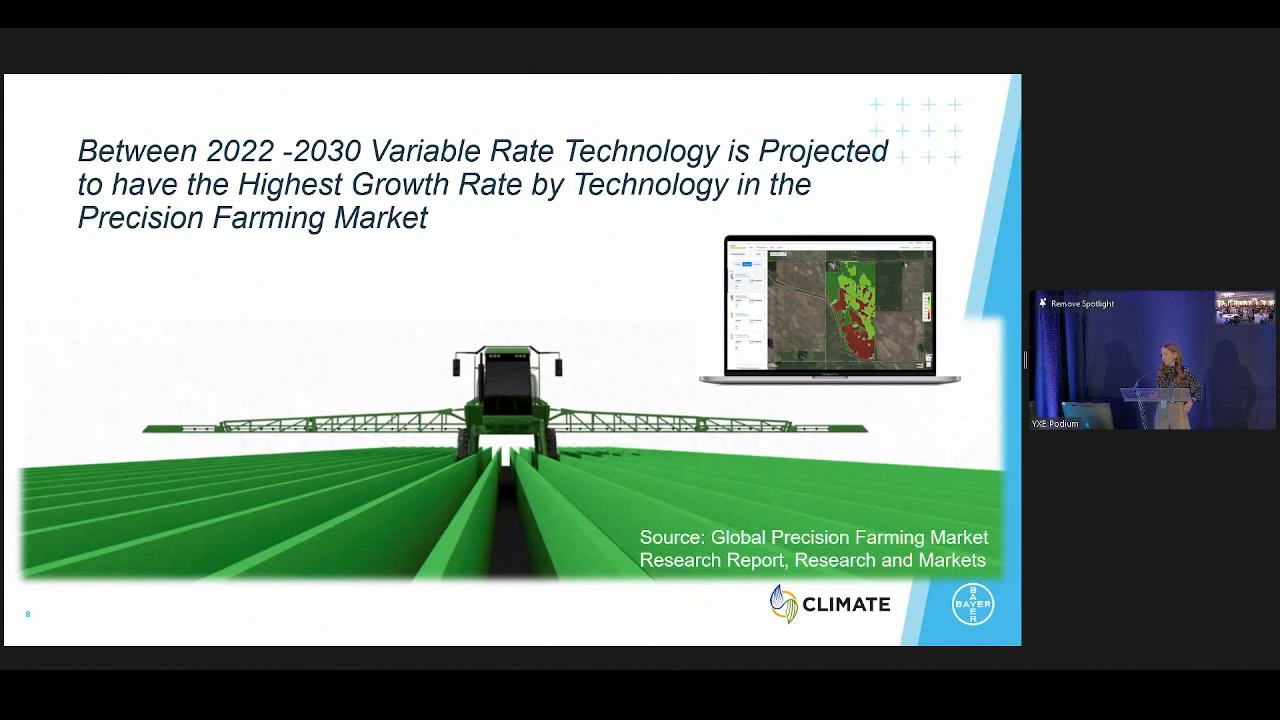 Between 2022 -2030 Variable Rate Technology is Projected
to have the Highest Growth Rate by Technology in the
Precision Farming Market
Source: Global Precision Farming Market
Research Report, Research and Markets
8
CLIMATE
BAYER
BAYER
Remove Spotlight
YXE Podium